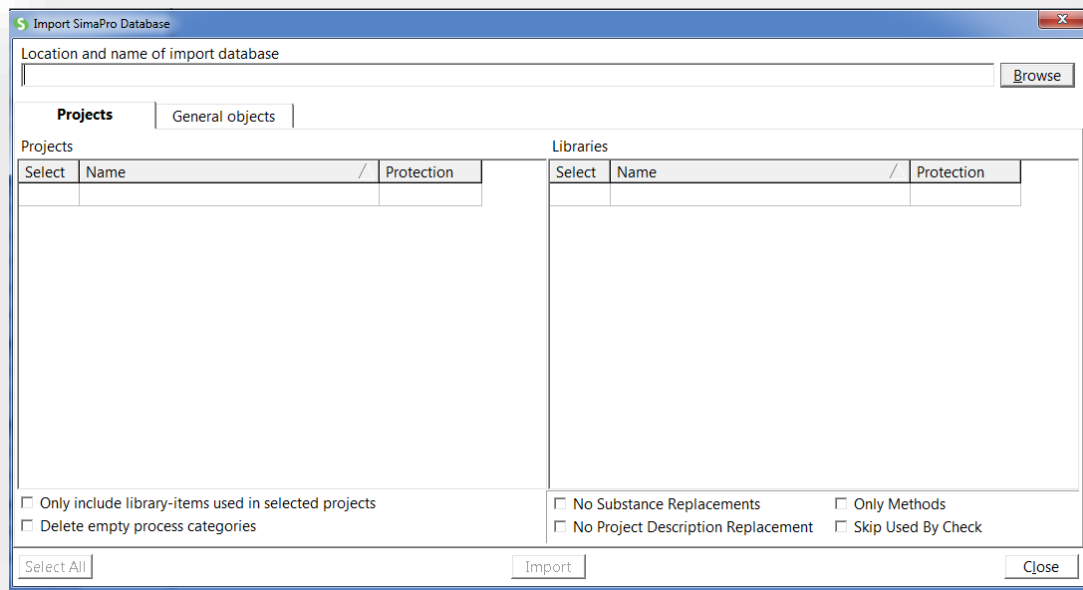 Import SimaPro Database
Location and name of import database
Browse
Projects General objects
Projects Libraries
Select Name Protection Select Name Protection
Only include library-items used in selected projects
Delete empty process categories
No Substance Replacements Only Methods
No Project Description Replacement Skip Used By Check
Select All Import Close